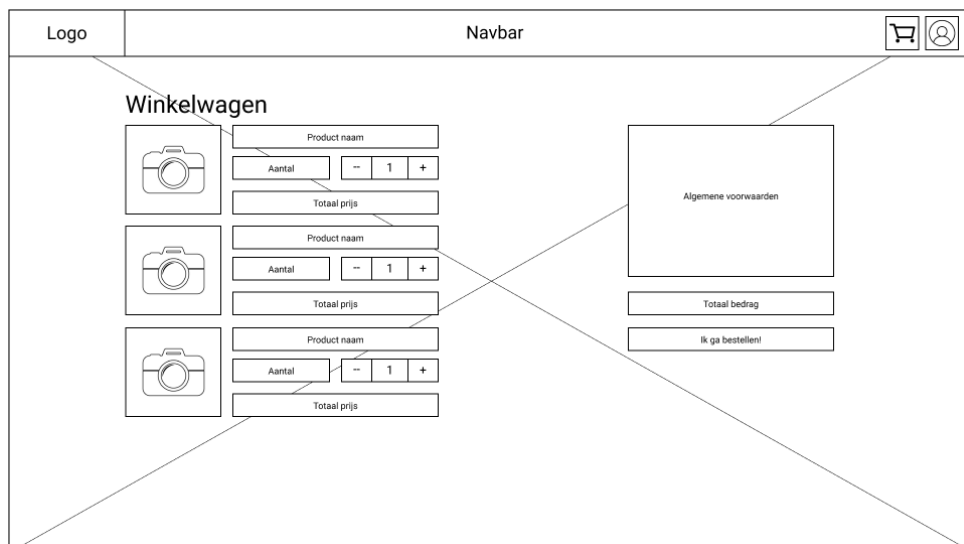 Logo
Navbar
Winkelwagen
Product naam
Aantal -- 1 +
Totaal prijs
Product naam
Aantal -- 1 +
Totaal prijs
Product naam
Aantal -- 1 +
Totaal prijs
Algemene voorwaarden
Totaal bedrag
Ik ga bestellen!